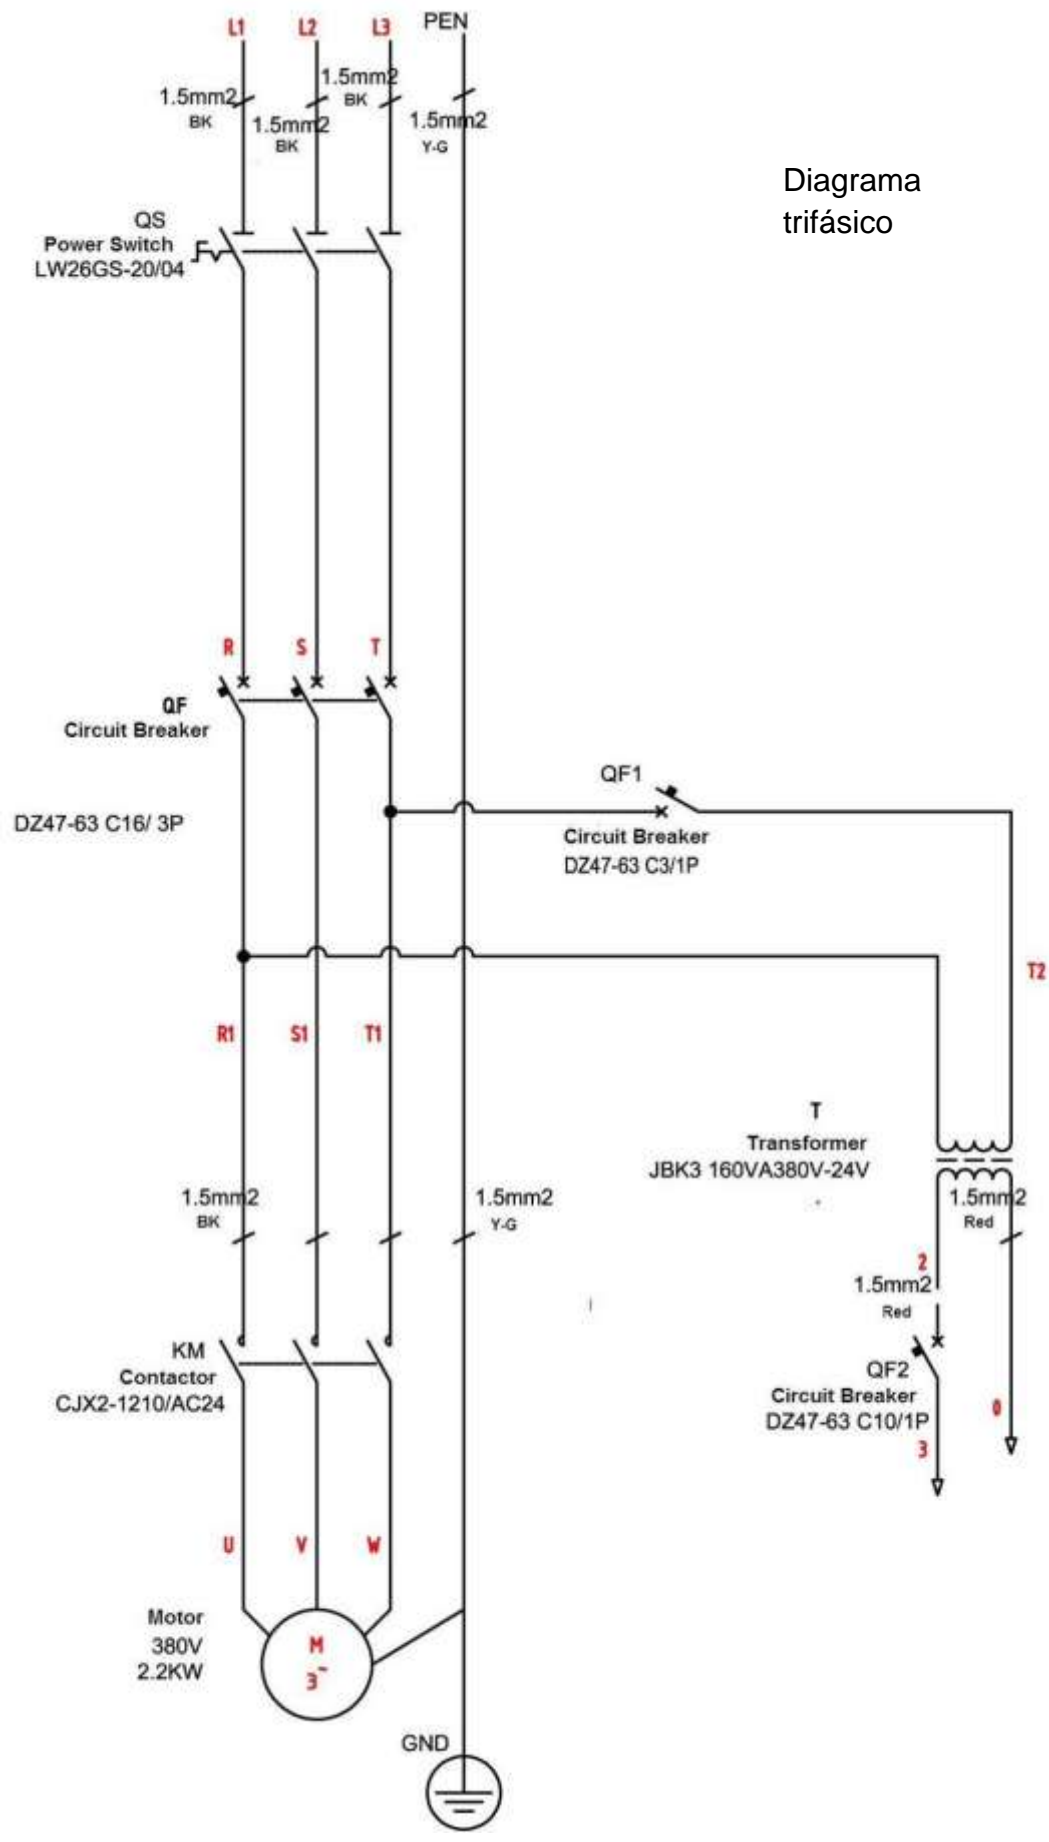 L1 L2 L3 PEN
1.5mm2
BK
1.5mm2
BK
1.5mm2
BK
1.5mm2
Y-G
Diagrama
trifásico
QS
Power Switch
LW26GS-20/04
R S T
QF
Circuit Breaker
DZ47-63 C16/ 3P
QF1
Circuit Breaker
DZ47-63 C3/1P
T2
R1 S1 T1
T
Transformer
JBK3 160VA380V-24V
1.5mm2
BK
1.5mm2
Y-G
1.5mm2
Red
2
1.5mm2
Red
KM
Contactor
CJX2-1210/AC24
QF2
Circuit Breaker
DZ47-63 C10/1P
0
3
U V W
Motor
380V
2.2KW
M
3~
GND